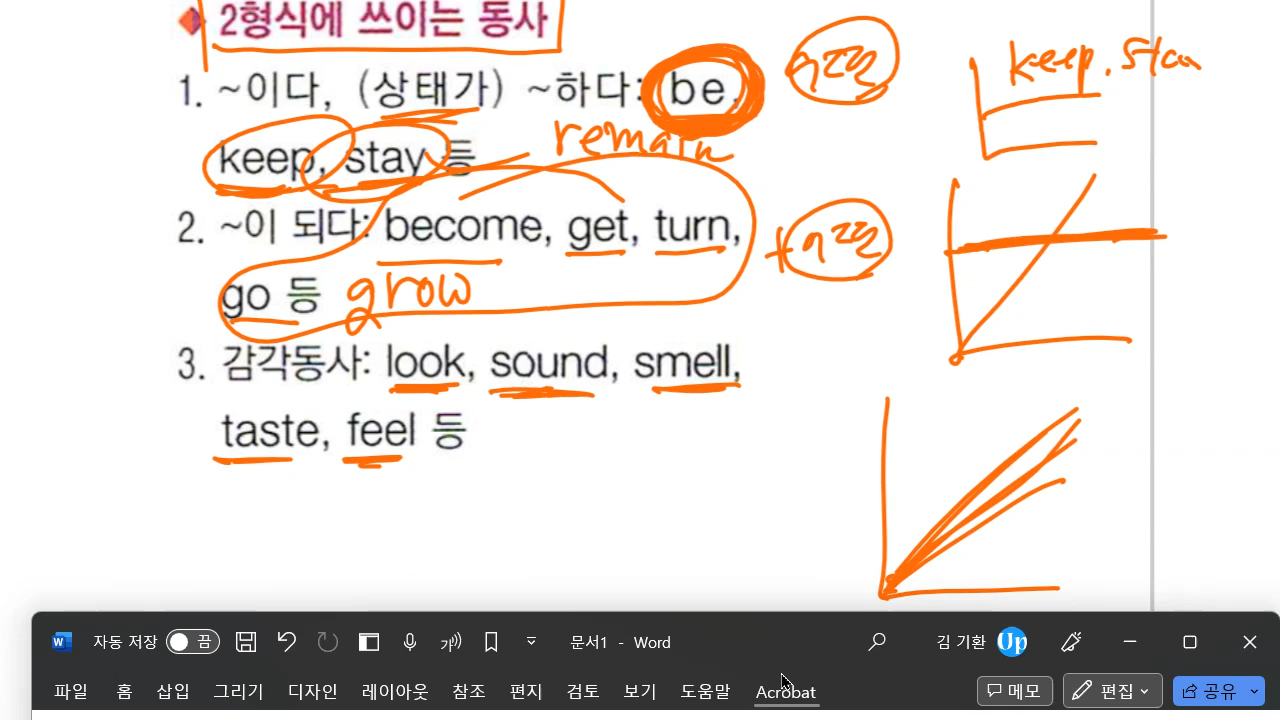 2형식에 쓰이는 동사
1. ~이다, (상태가) ~하다: be,
keep, stay 등
remain
keep. stay
2. ~이 되다: become, get, turn,
go 등 grow
3. 감각동사: look, sound, smell,
taste, feel 등
자동 저장 끔 가)) 문서1 - Word 김 기환 Up
파일 홈 삽입 그리기 디자인 레이아웃 참조 편지 검토 보기 도움말 Acrobat 메모 편집 공유